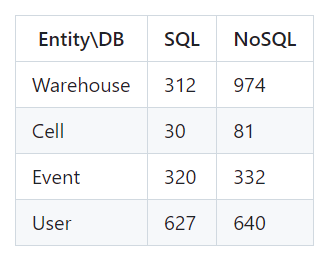 Entity\DB SQL NoSQL
Warehouse 312 974
Cell 30 81
Event 320 332
User 627 640